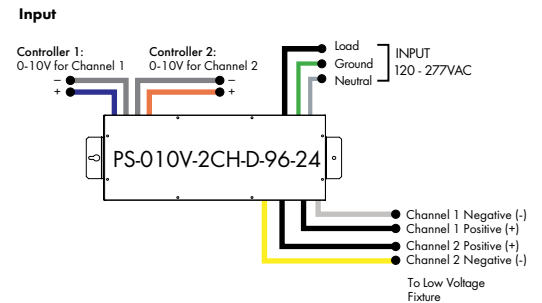 Input
Controller 1:
0-10V for Channel 1
–
+
Controller 2:
0-10V for Channel 2
–
+
Load
Ground
Neutral
INPUT
120 - 277VAC
PS-010V-2CH-D-96-24
Channel 1 Negative (-)
Channel 1 Positive (+)
Channel 2 Positive (+)
Channel 2 Negative (-)
To Low Voltage
Fixture